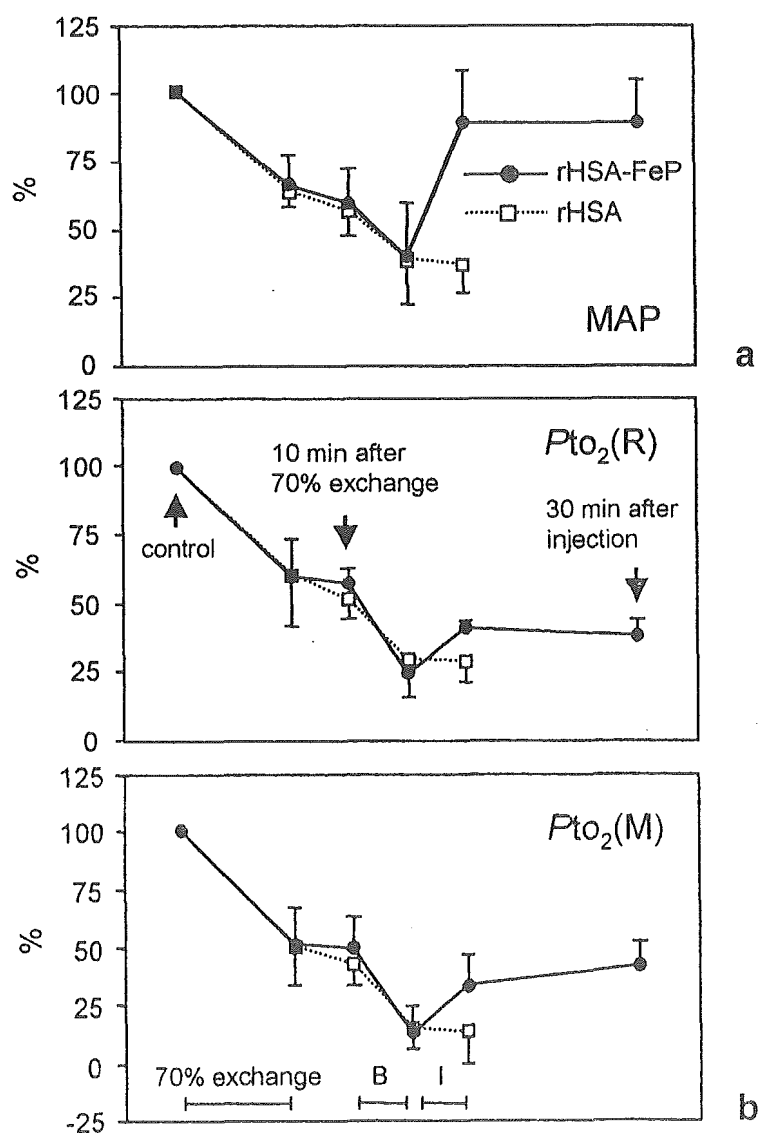 125
100
75
50
25
0
%
rHSA-FeP
rHSA
MAP
a
125
100
75
50
25
0
%
Pto₂(R)
10 min after
70% exchange
control
30 min after
injection
125
100
75
50
25
0
-25
%
Pto₂(M)
70% exchange
B
I
b